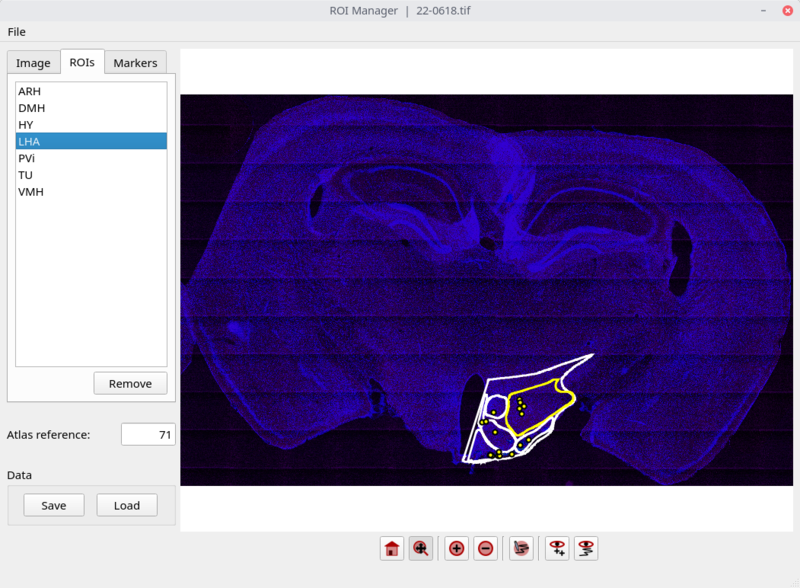 ROI Manager | 22-0618.tif
File
Image ROIs Markers
ARH
DMH
HY
LHA
PVi
TU
VMH
Remove
Atlas reference: 71
Data
Save Load